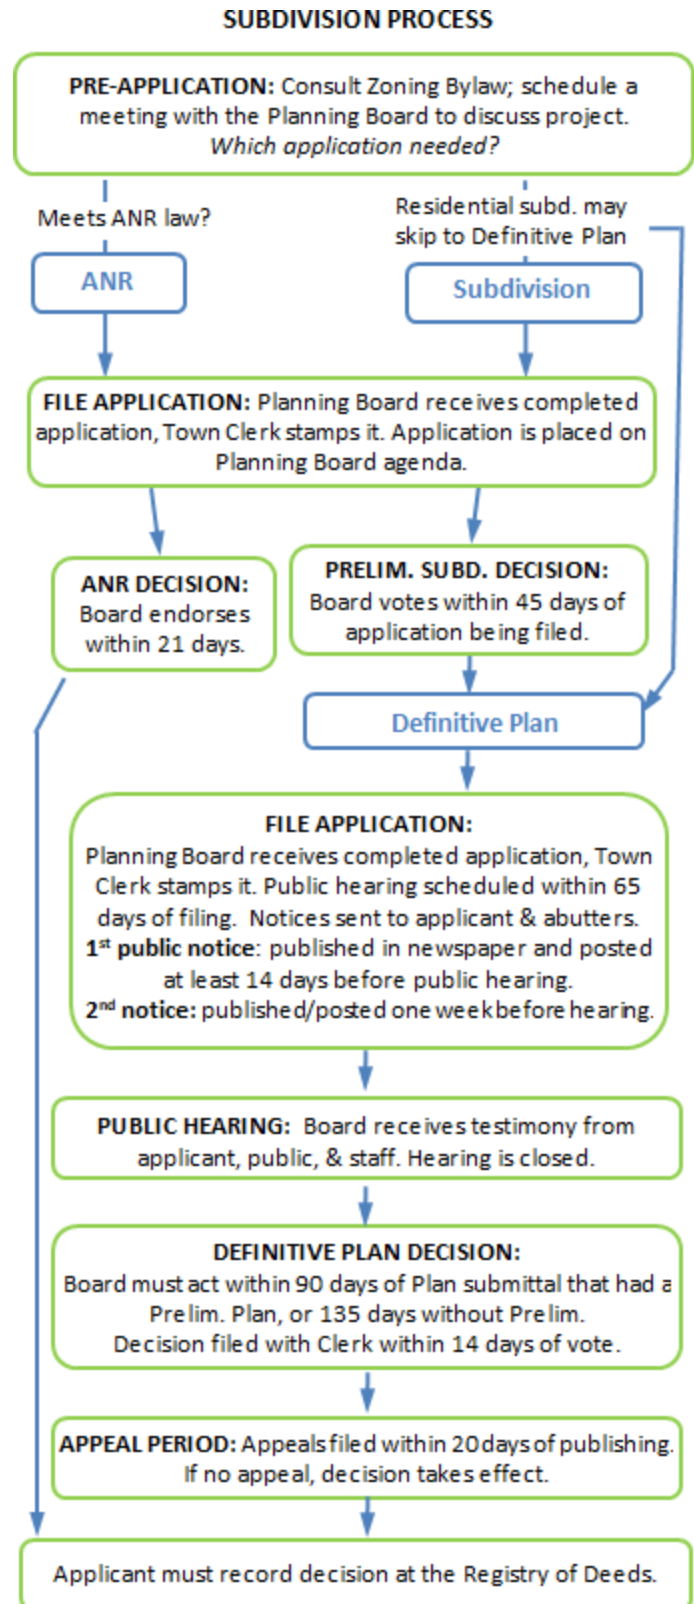 SUBDIVISION PROCESS
PRE-APPLICATION: Consult Zoning Bylaw; schedule a
meeting with the Planning Board to discuss project.
Which application needed?
Meets ANR law?
Residential subd. may
skip to Definitive Plan
ANR
Subdivision
FILE APPLICATION: Planning Board receives completed
application, Town Clerk stamps it. Application is placed on
Planning Board agenda.
ANR DECISION:
Board endorses
within 21 days.
PRELIM. SUBD. DECISION:
Board votes within 45 days of
application being filed.
Definitive Plan
FILE APPLICATION:
Planning Board receives completed application, Town
Clerk stamps it. Public hearing scheduled within 65
days of filing. Notices sent to applicant & abutters.
1st public notice: published in newspaper and posted
at least 14 days before public hearing.
2nd notice: published/posted one week before hearing.
PUBLIC HEARING: Board receives testimony from
applicant, public, & staff. Hearing is closed.
DEFINITIVE PLAN DECISION:
Board must act within 90 days of Plan submittal that had a
Prelim. Plan, or 135 days without Prelim.
Decision filed with Clerk within 14 days of vote.
APPEAL PERIOD: Appeals filed within 20 days of publishing.
If no appeal, decision takes effect.
Applicant must record decision at the Registry of Deeds.